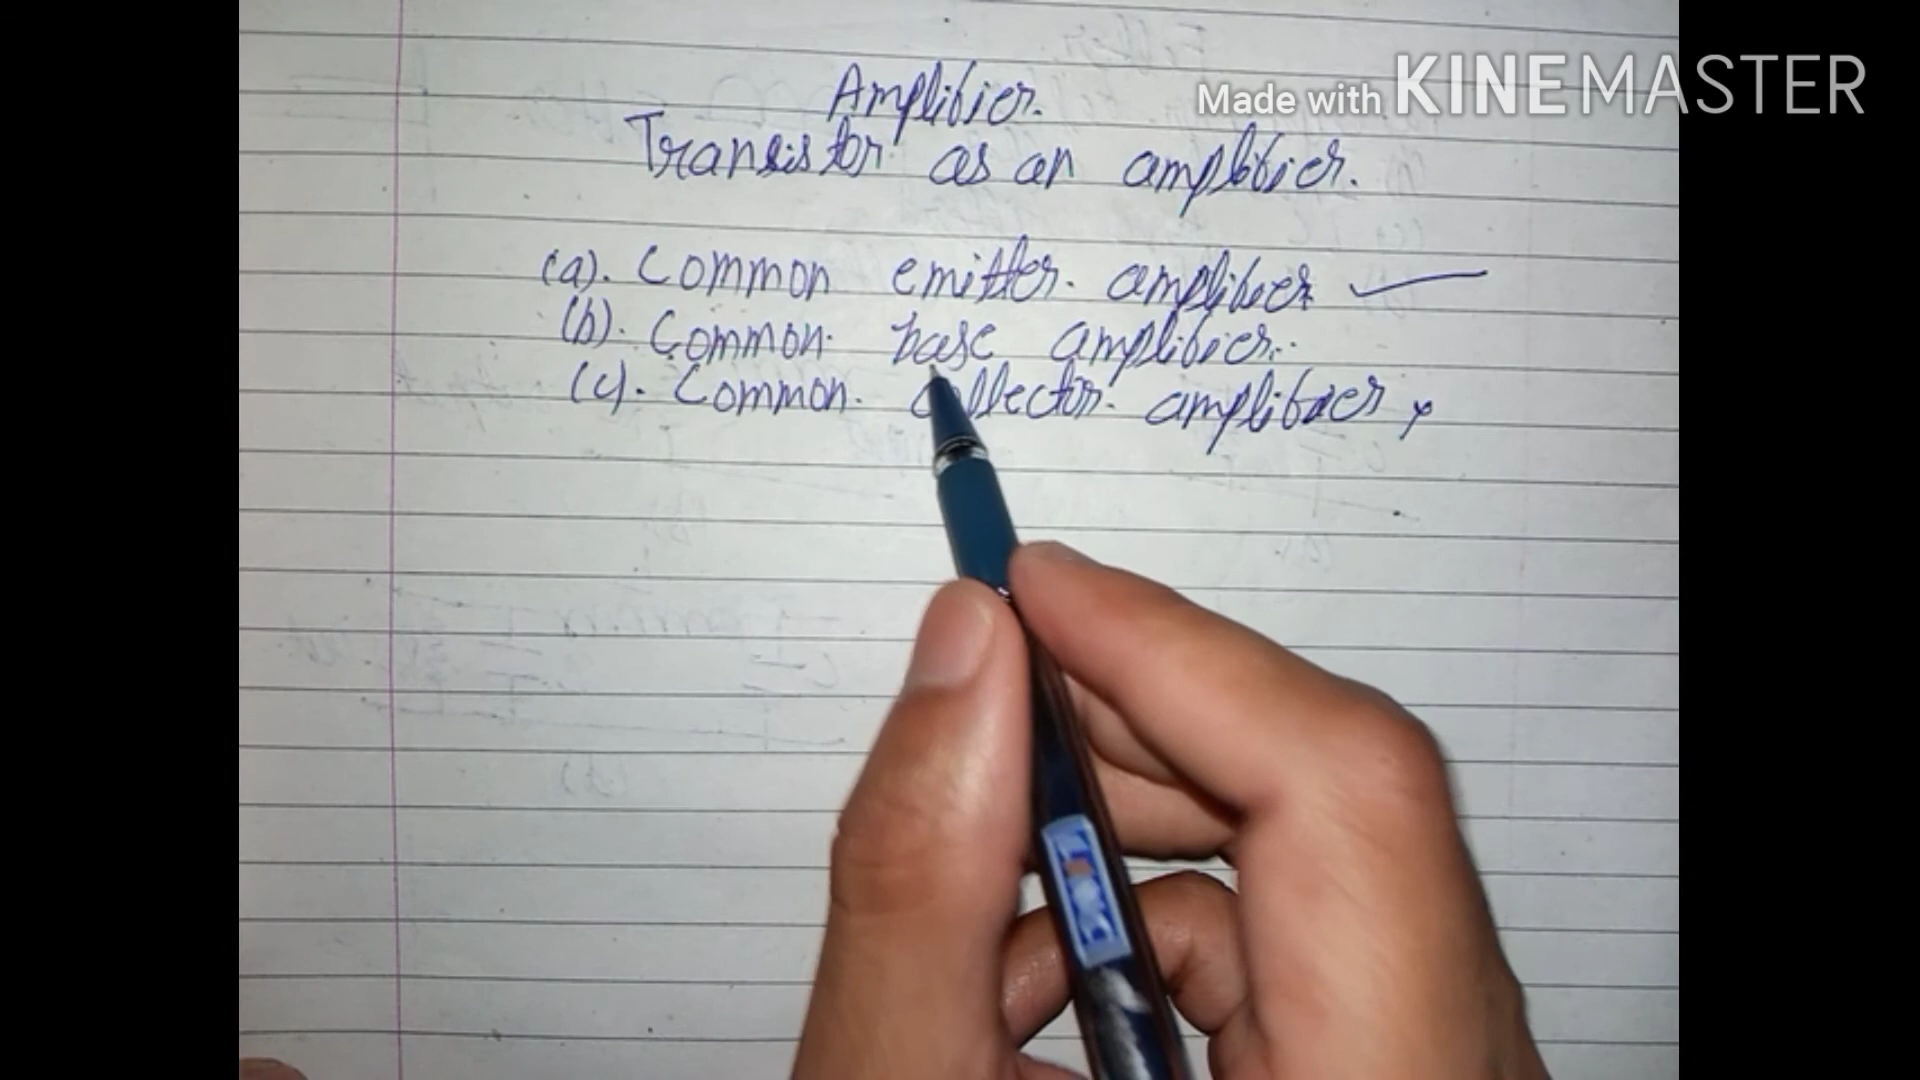 Made with KINEMASTER
Amplifier.
Transistor as an amplifier.
(a). Common emitter. amplifier
(b). Common. base amplifier.
(c). Common. collector. amplifier